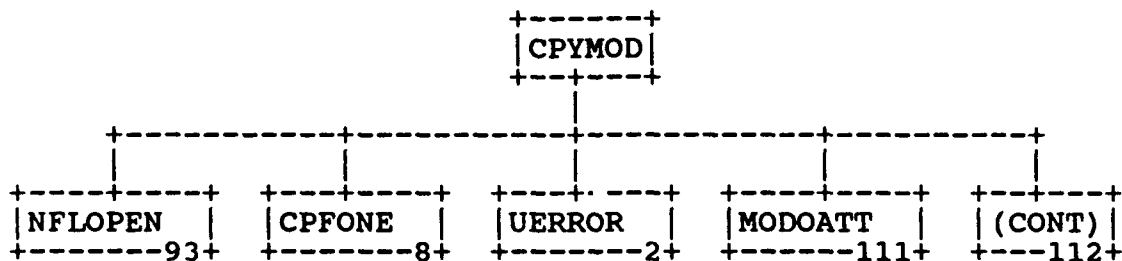 CPYMOD
NFLOPEN CPFONE UERROR MODOATT (CONT)
93 8 2 111 112